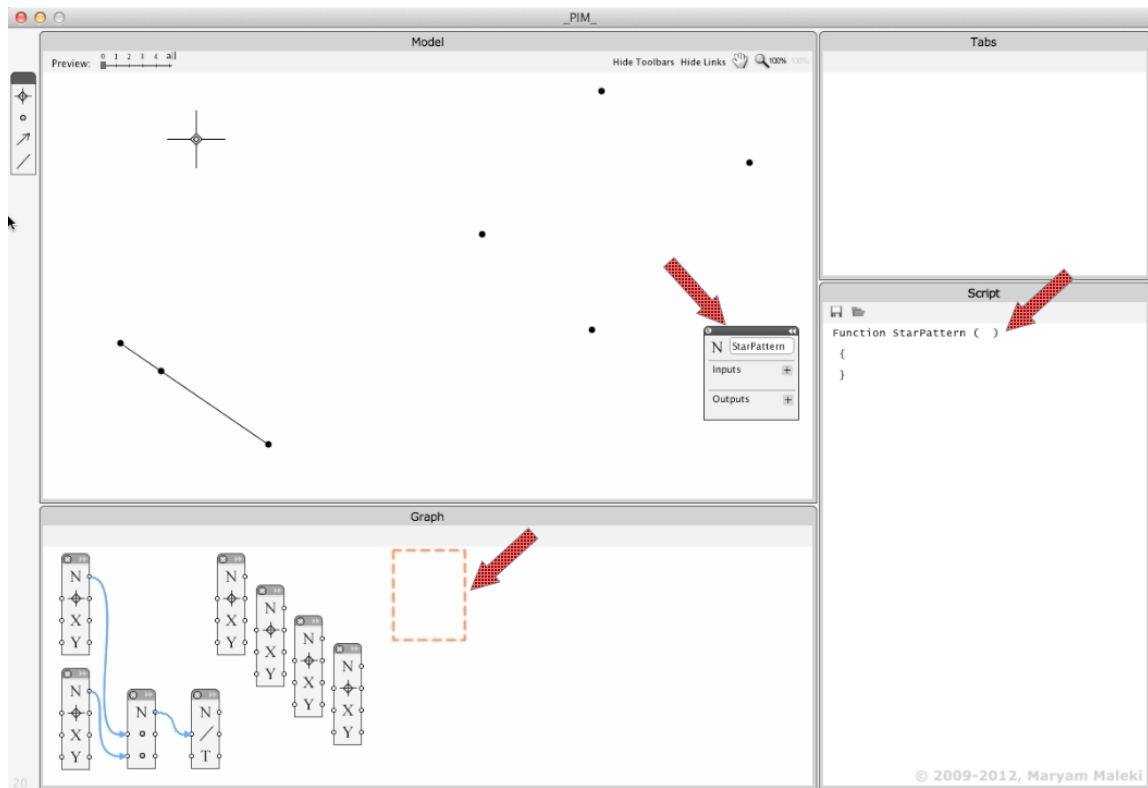 _PIM_
Model
Preview: 0 1 2 3 4 all
Hide Toolbars Hide Links 100% 100%
Tabs
N StarPattern
Inputs +
Outputs +
Script
Function StarPattern ( )
{
}
Graph
N
X
Y
N
X
Y
N
N
T
N
X
Y
N
X
Y
N
X
Y
N
X
Y
20
© 2009-2012, Maryam Maleki